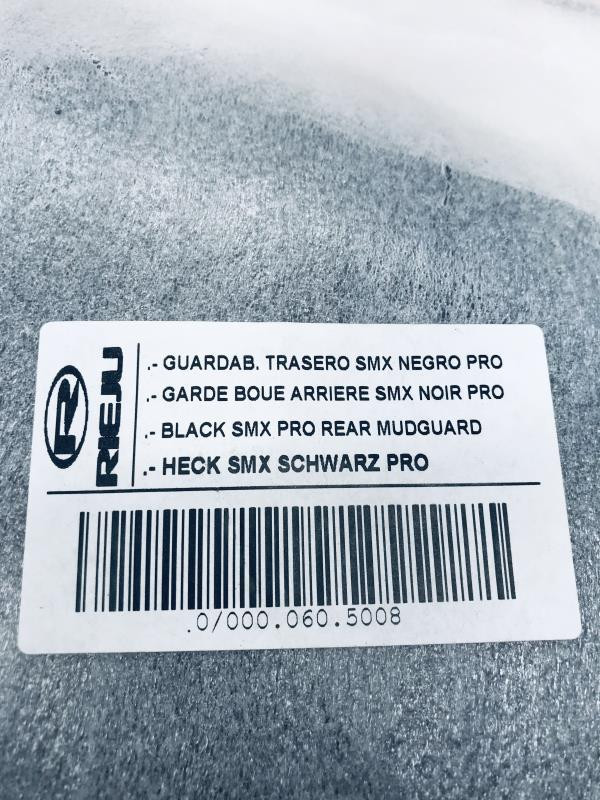 R
RIEJU
.- GUARDAB. TRASERO SMX NEGRO PRO
.- GARDE BOUE ARRIERE SMX NOIR PRO
.- BLACK SMX PRO REAR MUDGUARD
.- HECK SMX SCHWARZ PRO
.0/000.060.5008